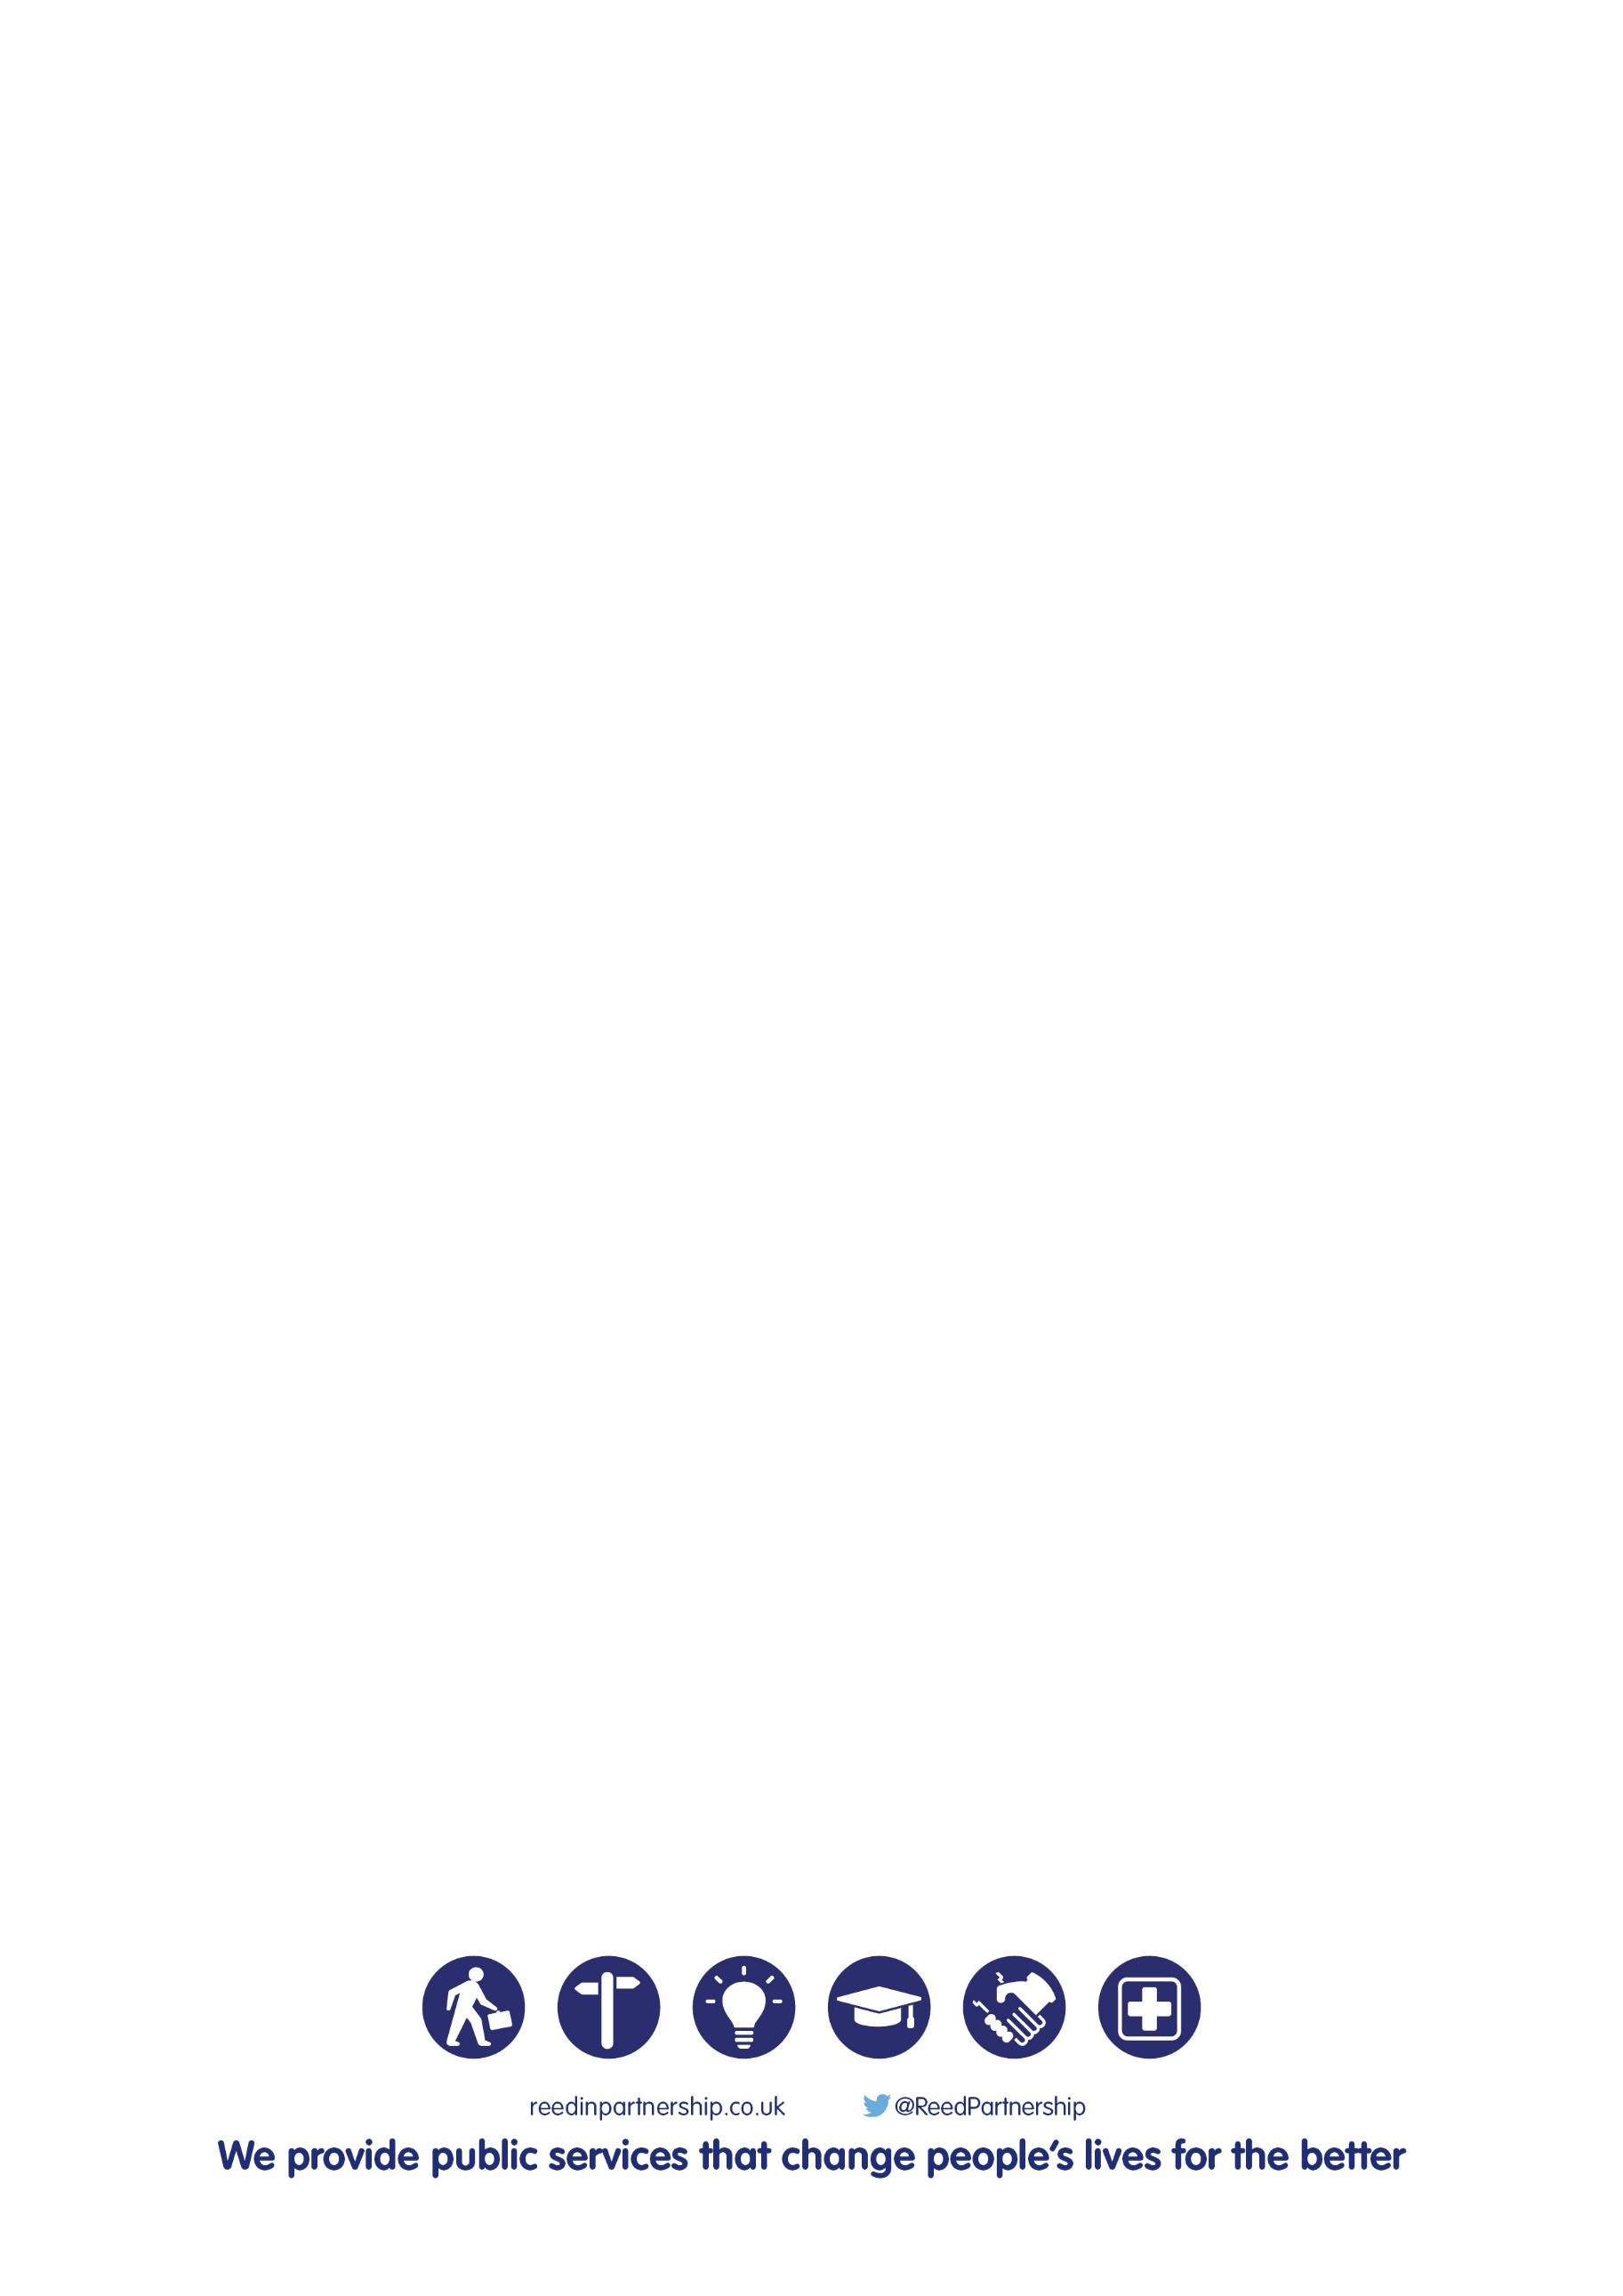 reedinpartnership.co.uk @ReedPartnership
We provide public services that change people's lives for the better